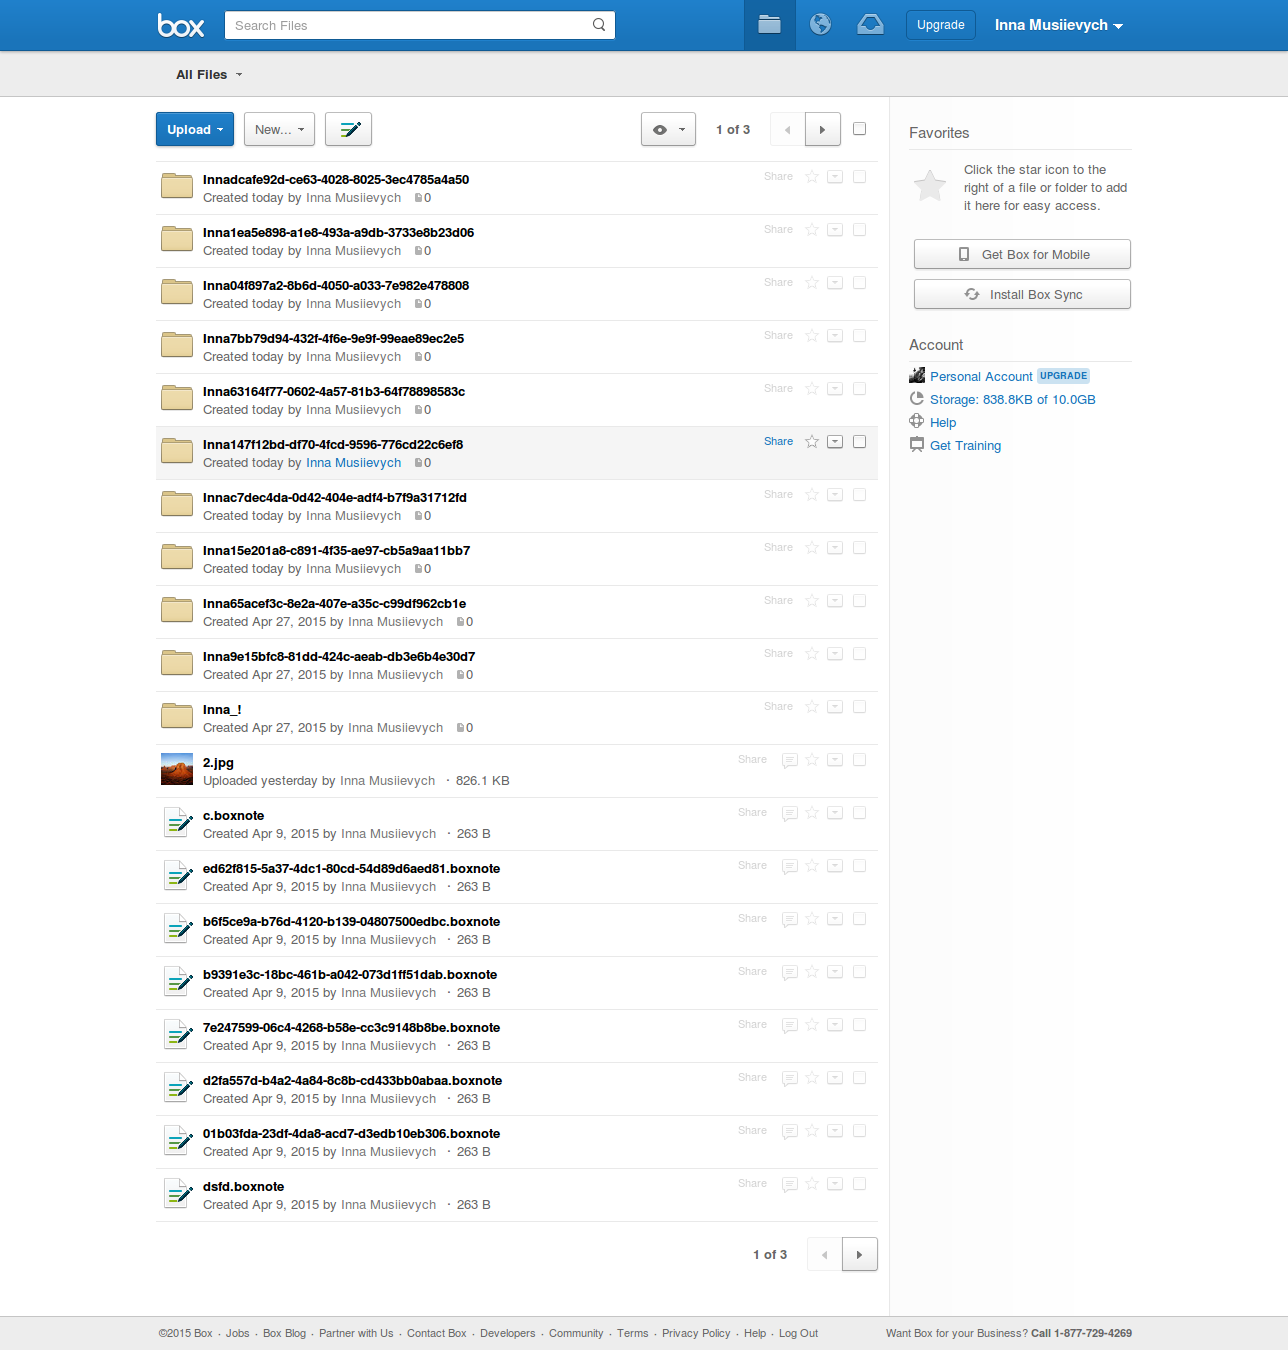 box
Search Files
Upgrade
Inna Musiievych
All Files
Upload
New...
1 of 3
Innadcafe92d-ce63-4028-8025-3ec4785a4a50
Share
Created today by Inna Musiievych 0
Inna1ea5e898-a1e8-493a-a9db-3733e8b23d06
Share
Created today by Inna Musiievych 0
Inna04f897a2-8b6d-4050-a033-7e982e478808
Share
Created today by Inna Musiievych 0
Inna7bb79d94-432f-4f6e-9e9f-99eae89ec2e5
Share
Created today by Inna Musiievych 0
Inna63164f77-0602-4a57-81b3-64f78898583c
Share
Created today by Inna Musiievych 0
Inna147f12bd-df70-4fcd-9596-776cd22c6ef8
Share
Created today by Inna Musiievych 0
Innac7dec4da-0d42-404e-adf4-b7f9a31712fd
Share
Created today by Inna Musiievych 0
Inna15e201a8-c891-4f35-ae97-cb5a9aa11bb7
Share
Created today by Inna Musiievych 0
Inna65acef3c-8e2a-407e-a35c-c99df962cb1e
Share
Created Apr 27, 2015 by Inna Musiievych 0
Inna9e15bfc8-81dd-424c-aeab-db3e6b4e30d7
Share
Created Apr 27, 2015 by Inna Musiievych 0
Inna_!
Share
Created Apr 27, 2015 by Inna Musiievych 0
2.jpg
Share
Uploaded yesterday by Inna Musiievych · 826.1 KB
c.boxnote
Share
Created Apr 9, 2015 by Inna Musiievych · 263 B
ed62f815-5a37-4dc1-80cd-54d89d6aed81.boxnote
Share
Created Apr 9, 2015 by Inna Musiievych · 263 B
b6f5ce9a-b76d-4120-b139-04807500edbc.boxnote
Share
Created Apr 9, 2015 by Inna Musiievych · 263 B
b9391e3c-18bc-461b-a042-073d1ff51dab.boxnote
Share
Created Apr 9, 2015 by Inna Musiievych · 263 B
7e247599-06c4-4268-b58e-cc3c9148b8be.boxnote
Share
Created Apr 9, 2015 by Inna Musiievych · 263 B
d2fa557d-b4a2-4a84-8c8b-cd433bb0abaa.boxnote
Share
Created Apr 9, 2015 by Inna Musiievych · 263 B
01b03fda-23df-4da8-acd7-d3edb10eb306.boxnote
Share
Created Apr 9, 2015 by Inna Musiievych · 263 B
dsfd.boxnote
Share
Created Apr 9, 2015 by Inna Musiievych · 263 B
1 of 3
Favorites
Click the star icon to the
right of a file or folder to add
it here for easy access.
Get Box for Mobile
Install Box Sync
Account
Personal Account UPGRADE
Storage: 838.8KB of 10.0GB
Help
Get Training
©2015 Box · Jobs · Box Blog · Partner with Us · Contact Box · Developers · Community · Terms · Privacy Policy · Help · Log Out
Want Box for your Business? Call 1-877-729-4269